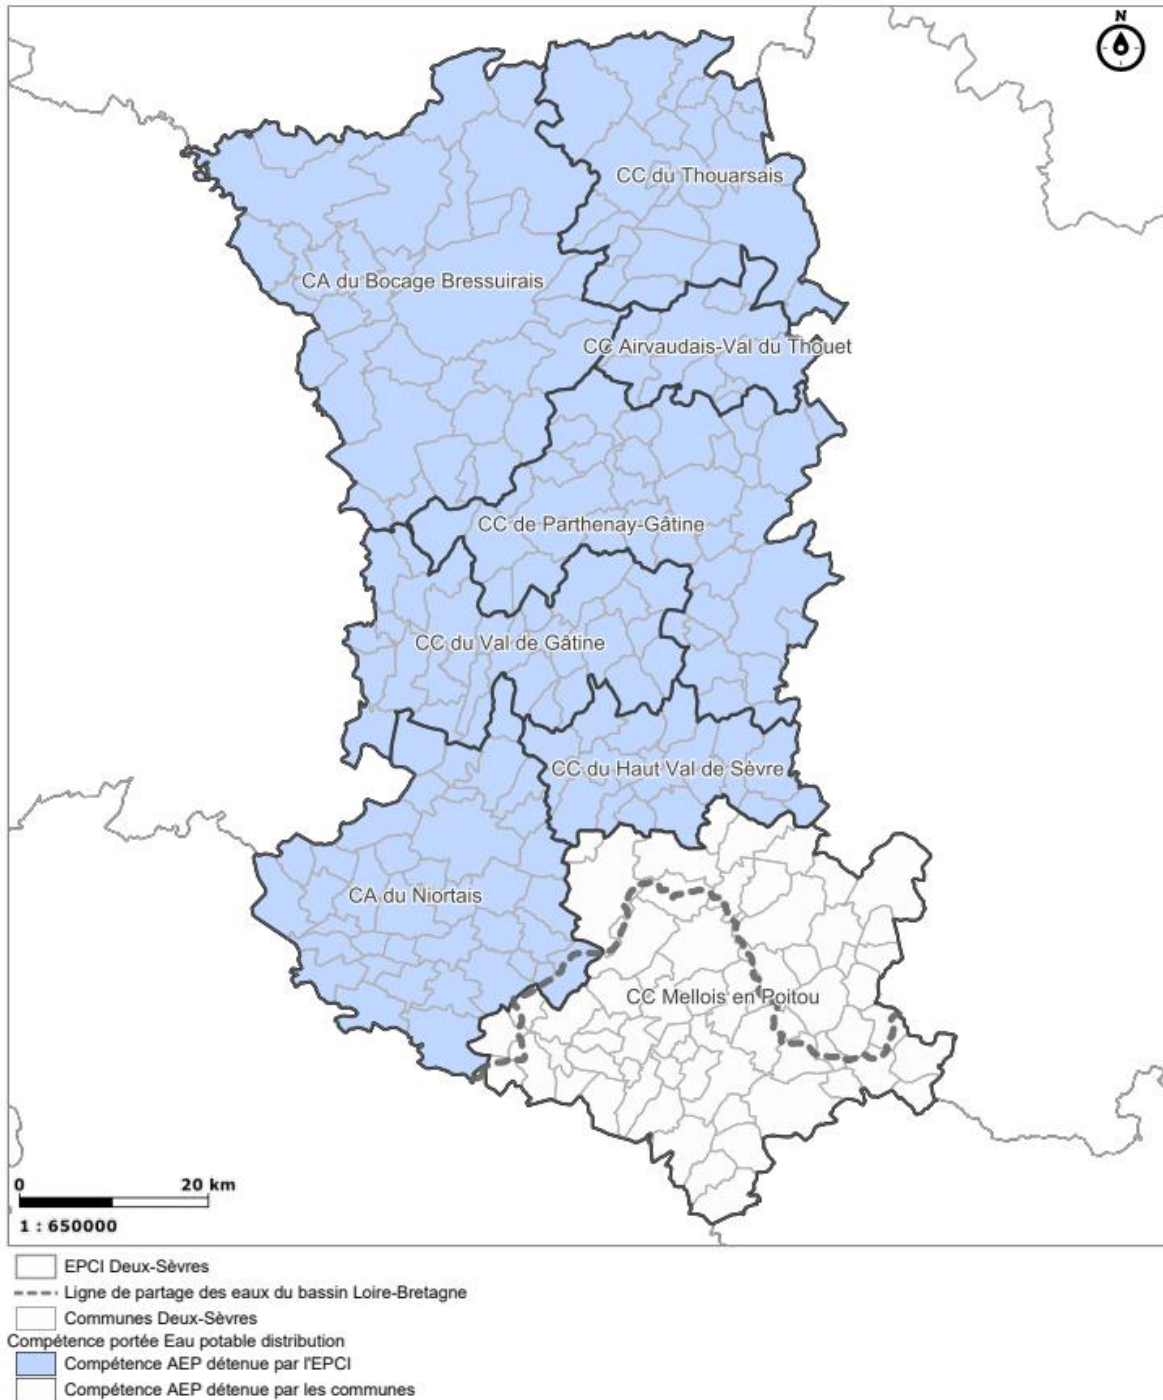 N
CC du Thouarsais
CA du Bocage Bressuirais
CC Airvaudais-Val du Thouet
CC de Parthenay-Gâtine
CC du Val de Gâtine
CC du Haut Val de Sèvre
CA du Niortais
CC Mellois en Poitou
0 20 km
1 : 650000
EPCI Deux-Sèvres
Ligne de partage des eaux du bassin Loire-Bretagne
Communes Deux-Sèvres
Compétence portée Eau potable distribution
Compétence AEP détenue par l'EPCI
Compétence AEP détenue par les communes